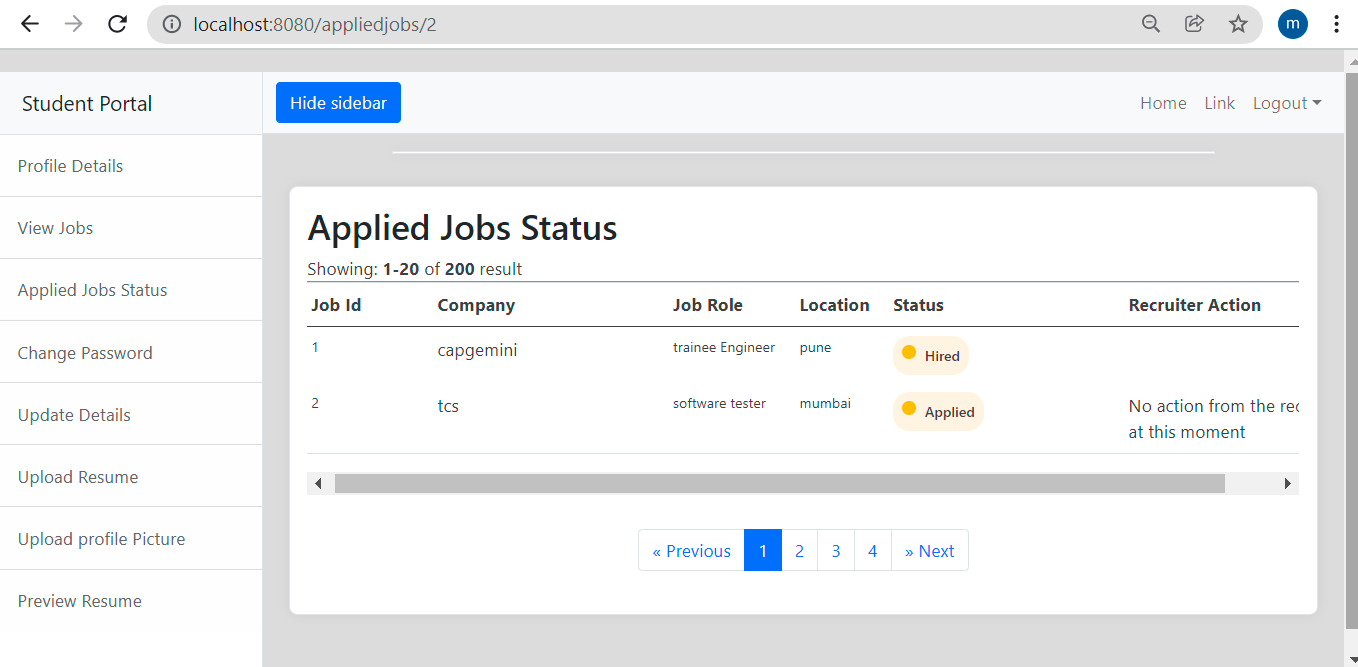 localhost:8080/appliedjobs/2
m
Student Portal
Hide sidebar
Home Link Logout
Profile Details
View Jobs
Applied Jobs Status
Change Password
Update Details
Upload Resume
Upload profile Picture
Preview Resume
Applied Jobs Status
Showing: 1-20 of 200 result
Job Id Company Job Role Location Status Recruiter Action
1 capgemini trainee Engineer pune Hired
2 tcs software tester mumbai Applied No action from the
at this moment
« Previous 1 2 3 4 » Next